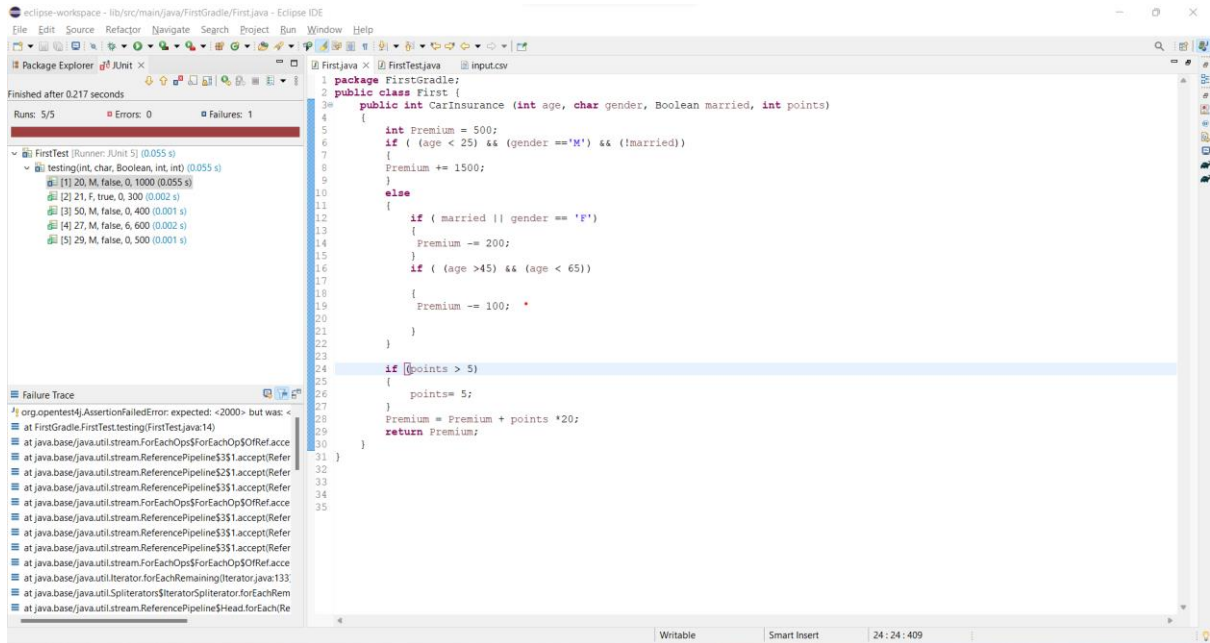 eclipse-workspace - lib/src/main/java/FirstGradle/First.java - Eclipse IDE
File Edit Source Refactor Navigate Search Project Run Window Help
Package Explorer JUnit
Finished after 0.217 seconds
Runs: 5/5 Errors: 0 Failures: 1
FirstTest [Runner: JUnit 5] (0.055 s)
testing(int, char, Boolean, int, int) (0.055 s)
[1] 20, M, false, 0, 1000 (0.055 s)
[2] 21, F, true, 0, 300 (0.002 s)
[3] 50, M, false, 0, 400 (0.001 s)
[4] 27, M, false, 6, 600 (0.002 s)
[5] 29, M, false, 0, 500 (0.001 s)
Failure Trace
org.opentest4j.AssertionFailedError: expected: <2000> but was: <
at FirstGradle.FirstTest.testing(FirstTest.java:14)
at java.base/java.util.stream.ForEachOps$ForEachOp$OfRef.acce
at java.base/java.util.stream.ReferencePipeline$3$1.accept(Refer
at java.base/java.util.stream.ReferencePipeline$2$1.accept(Refer
at java.base/java.util.stream.ReferencePipeline$3$1.accept(Refer
at java.base/java.util.stream.ForEachOps$ForEachOp$OfRef.acce
at java.base/java.util.stream.ReferencePipeline$3$1.accept(Refer
at java.base/java.util.stream.ReferencePipeline$3$1.accept(Refer
at java.base/java.util.stream.ReferencePipeline$3$1.accept(Refer
at java.base/java.util.stream.ForEachOps$ForEachOp$OfRef.acce
at java.base/java.util.Iterator.forEachRemaining(Iterator.java:133)
at java.base/java.util.Spliterators$IteratorSpliterator.forEachRem
at java.base/java.util.stream.ReferencePipeline$Head.forEach(Re
First.java FirstTest.java input.csv
1 package FirstGradle;
2 public class First {
3 public int CarInsurance (int age, char gender, Boolean married, int points)
4 {
5 int Premium = 500;
6 if ( (age < 25) && (gender =='M') && (!married))
7 {
8 Premium += 1500;
9 }
10 else
11 {
12 if ( married || gender == 'F')
13 {
14 Premium -= 200;
15 }
16 if ( (age >45) && (age < 65))
17
18 {
19 Premium -= 100;
20
21 }
22 }
23
24 if (points > 5)
25 {
26 points= 5;
27 }
28 Premium = Premium + points *20;
29 return Premium;
30 }
31 }
32
33
34
35
Writable Smart Insert 24 : 24 : 409